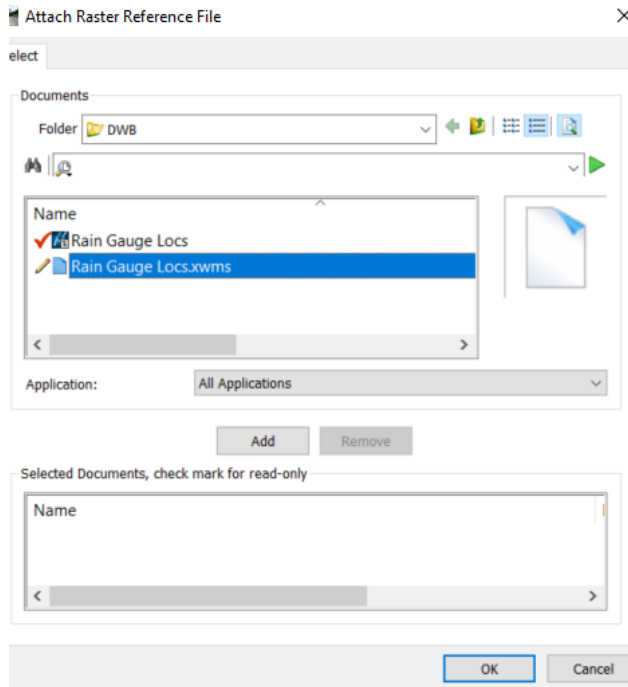 Attach Raster Reference File
elect
Documents
Folder DWB
Name
Rain Gauge Locs
Rain Gauge Locs.xwms
Application: All Applications
Add Remove
Selected Documents, check mark for read-only
Name
OK Cancel